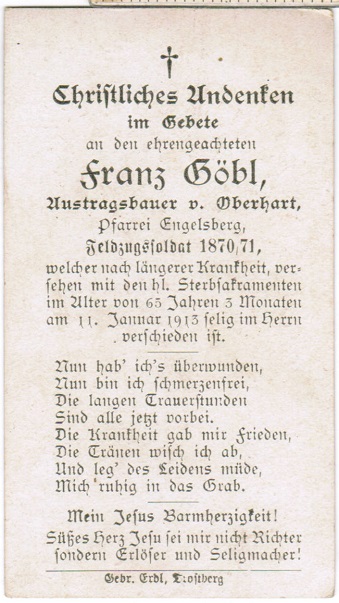 Christliches Andenken
im Gebete
an den ehrengeachteten
Franz Göbl,
Austragsbauer v. Oberhart,
Pfarrei Engelsberg,
Feldzugssoldat 1870/71,
welcher nach längerer Krankheit, ver-
sehen mit den hl. Sterbsakramenten
im Alter von 65 Jahren 3 Monaten
am 11. Januar 1913 selig im Herrn
verschieden ist.
Nun hab' ich's überwunden,
Nun bin ich schmerzenfrei,
Die langen Trauerstunden
Sind alle jetzt vorbei.
Die Krankheit gab mir Frieden,
Die Tränen wisch ich ab,
Und leg' des Leidens müde,
Mich ruhig in das Grab.
Mein Jesus Barmherzigkeit!
Süßes Herz Jesu sei mir nicht Richter
sondern Erlöser und Seligmacher!
Gebr. Erdl, Trostberg